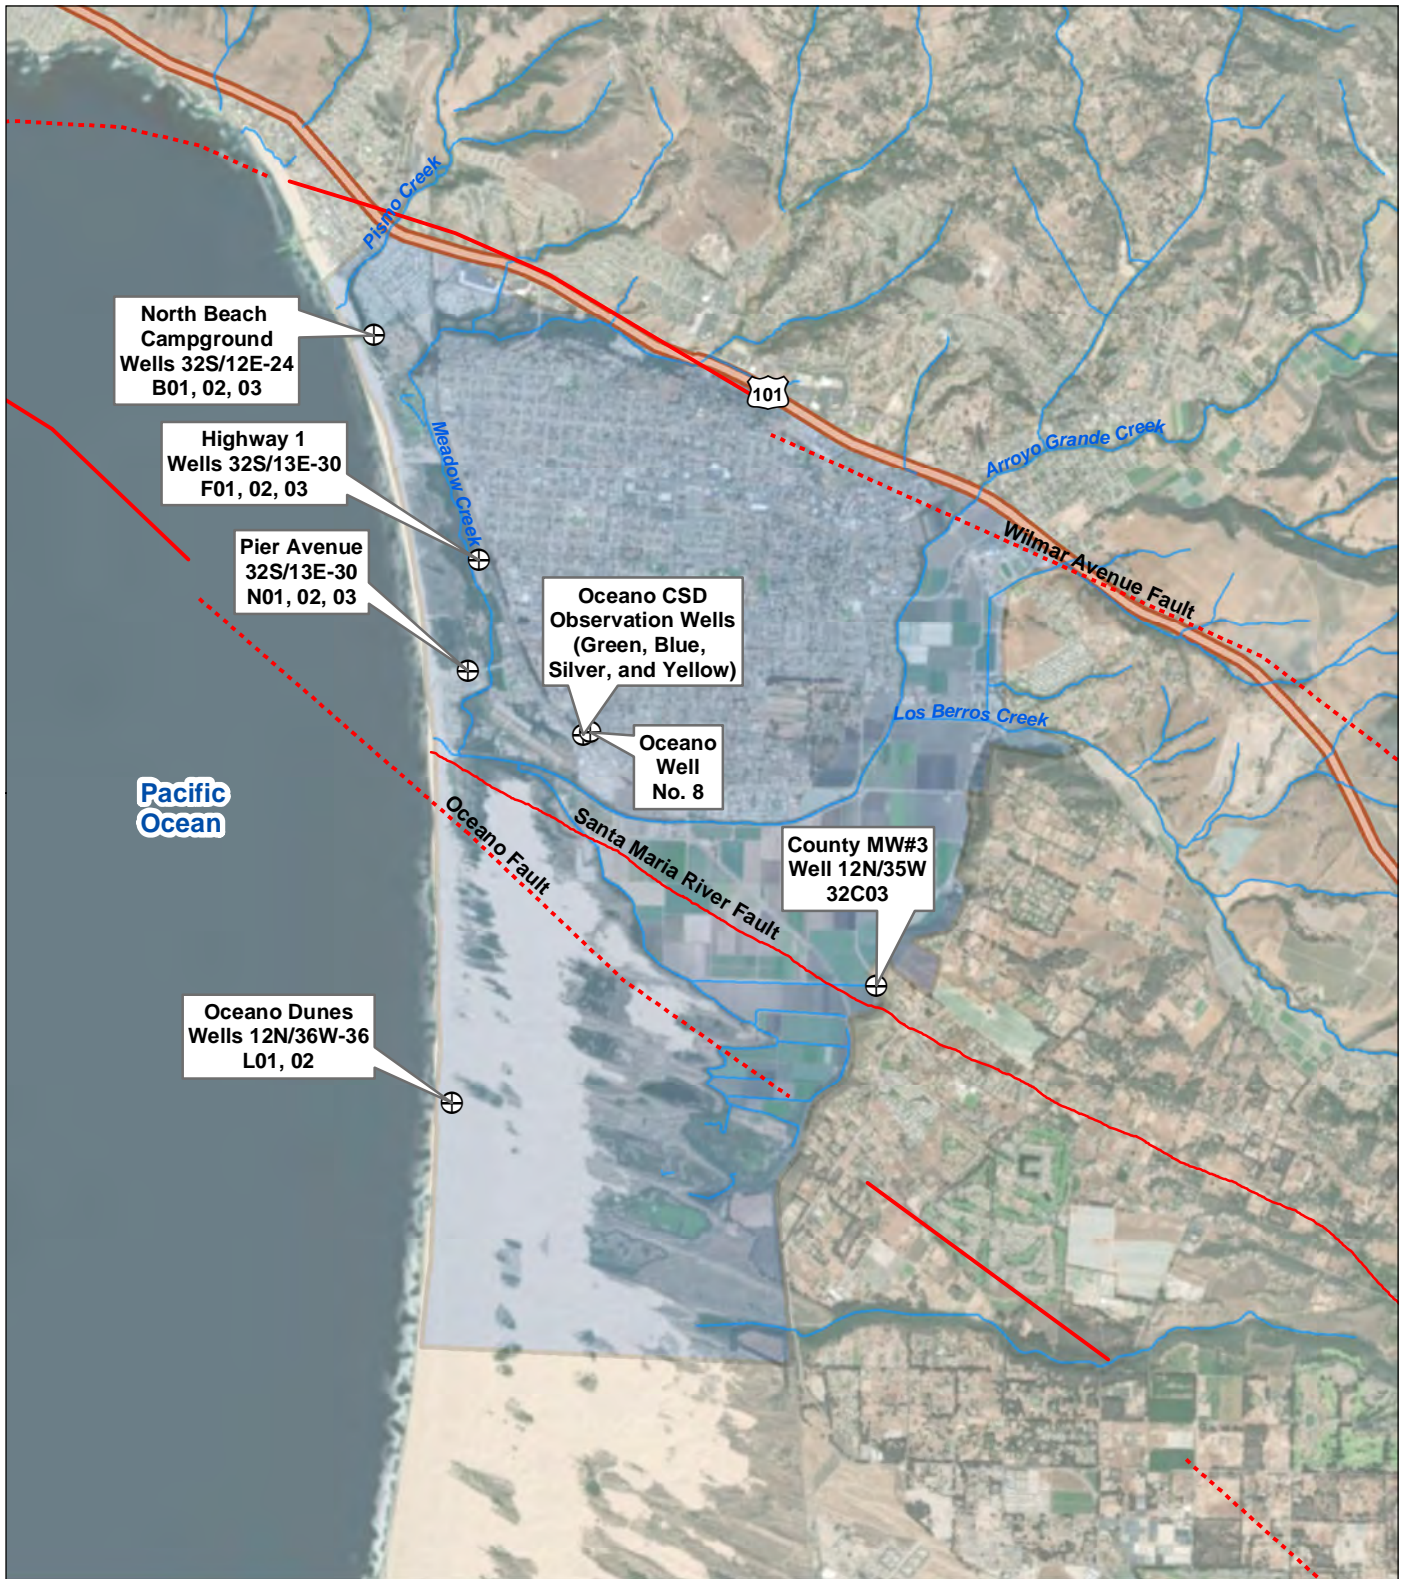 Pismo Creek
North Beach
Campground
Wells 32S/12E-24
B01, 02, 03
101
Highway 1
Wells 32S/13E-30
F01, 02, 03
Meadow Creek
Arroyo Grande Creek
Pier Avenue
32S/13E-30
N01, 02, 03
Wilmar Avenue Fault
Oceano CSD
Observation Wells
(Green, Blue,
Silver, and Yellow)
Los Berros Creek
Oceano
Well
No. 8
Pacific
Ocean
Oceano Fault
Santa Maria River Fault
County MW#3
Well 12N/35W
32C03
Oceano Dunes
Wells 12N/36W-36
L01, 02